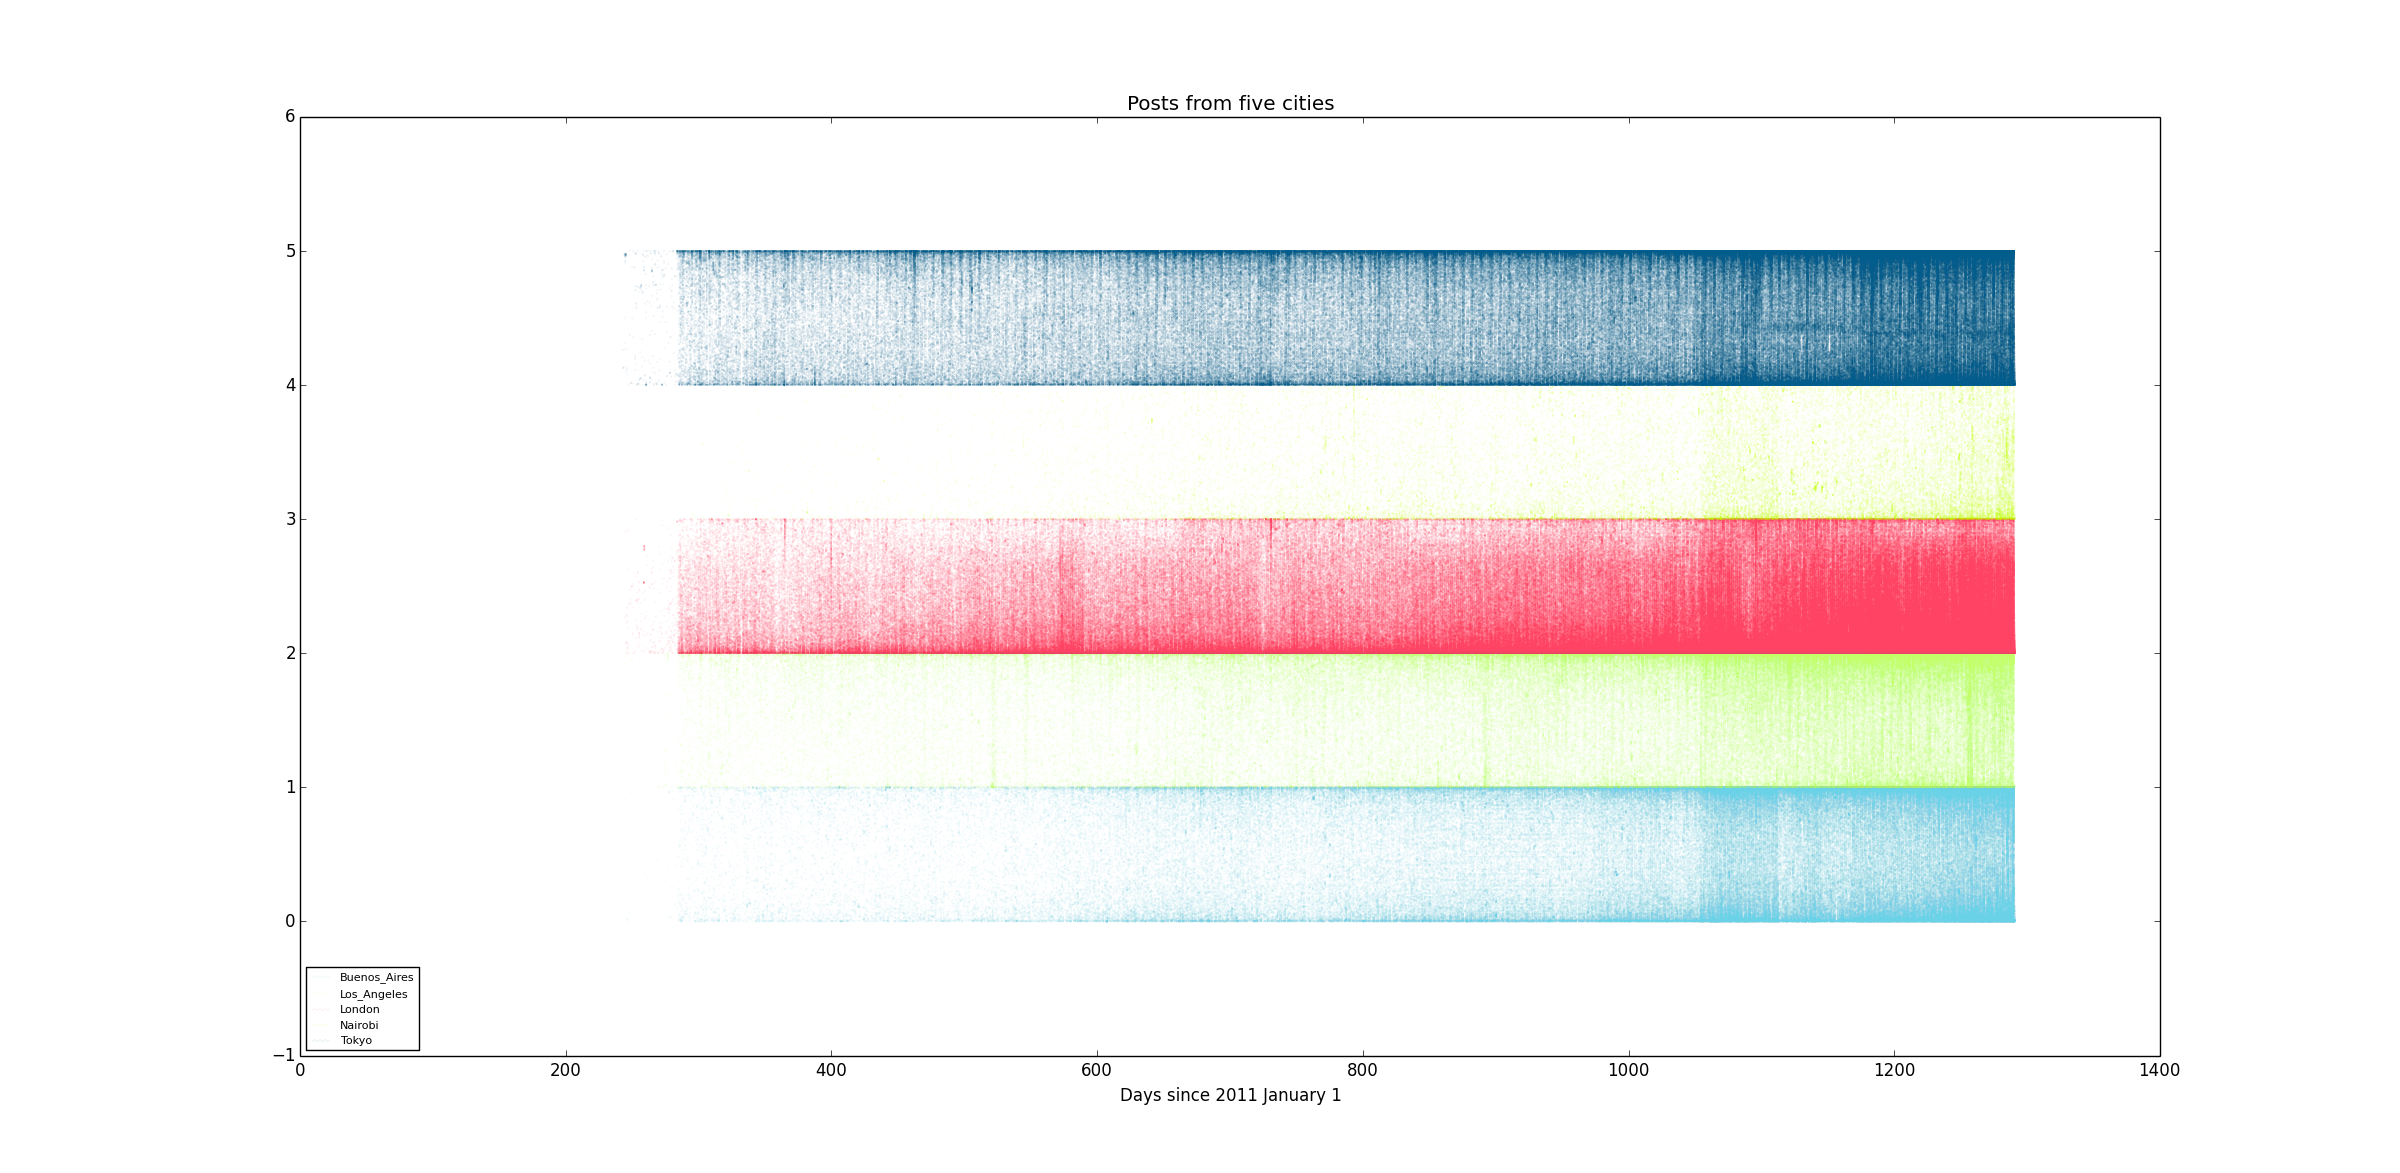 Posts from five cities
6
5
4
3
2
1
0
−1
Buenos_Aires
Los_Angeles
London
Nairobi
Tokyo
0 200 400 600 800 1000 1200 1400
Days since 2011 January 1